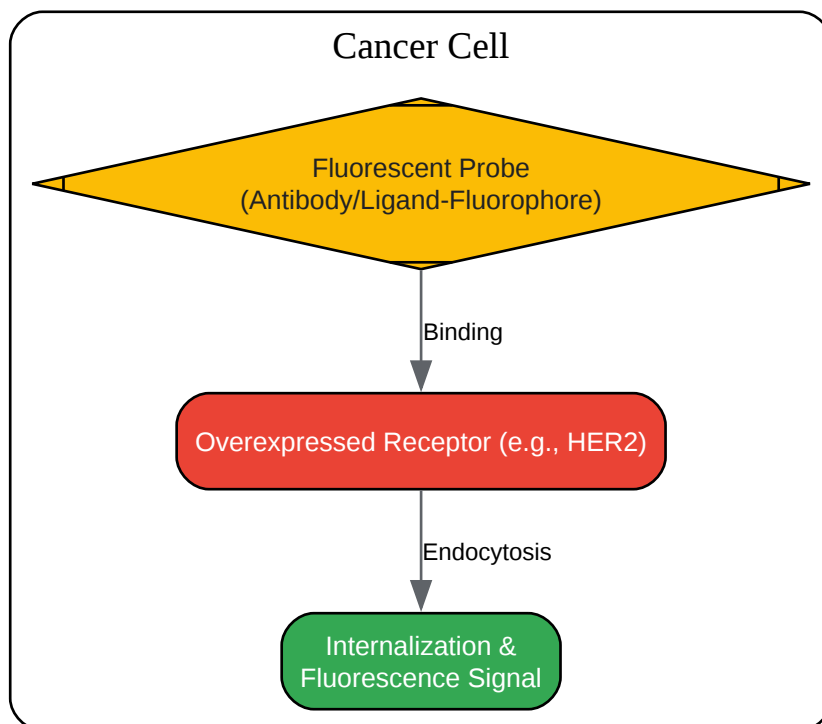 Cancer Cell
Fluorescent Probe
(Antibody/Ligand-Fluorophore)
Binding
Overexpressed Receptor (e.g., HER2)
Endocytosis
Internalization &
Fluorescence Signal